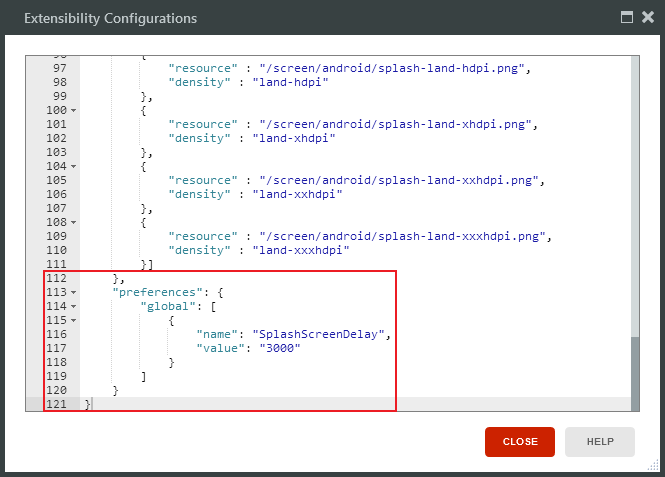 Extensibility Configurations
96 {
97 "resource" : "/screen/android/splash-land-hdpi.png",
98 "density" : "land-hdpi"
99 },
100 {
101 "resource" : "/screen/android/splash-land-xhdpi.png",
102 "density" : "land-xhdpi"
103 },
104 {
105 "resource" : "/screen/android/splash-land-xxhdpi.png",
106 "density" : "land-xxhdpi"
107 },
108 {
109 "resource" : "/screen/android/splash-land-xxxhdpi.png",
110 "density" : "land-xxxhdpi"
111 }]
112 },
113 "preferences": {
114 "global": [
115 {
116 "name": "SplashScreenDelay",
117 "value": "3000"
118 }
119 ]
120 }
121 }
CLOSE HELP